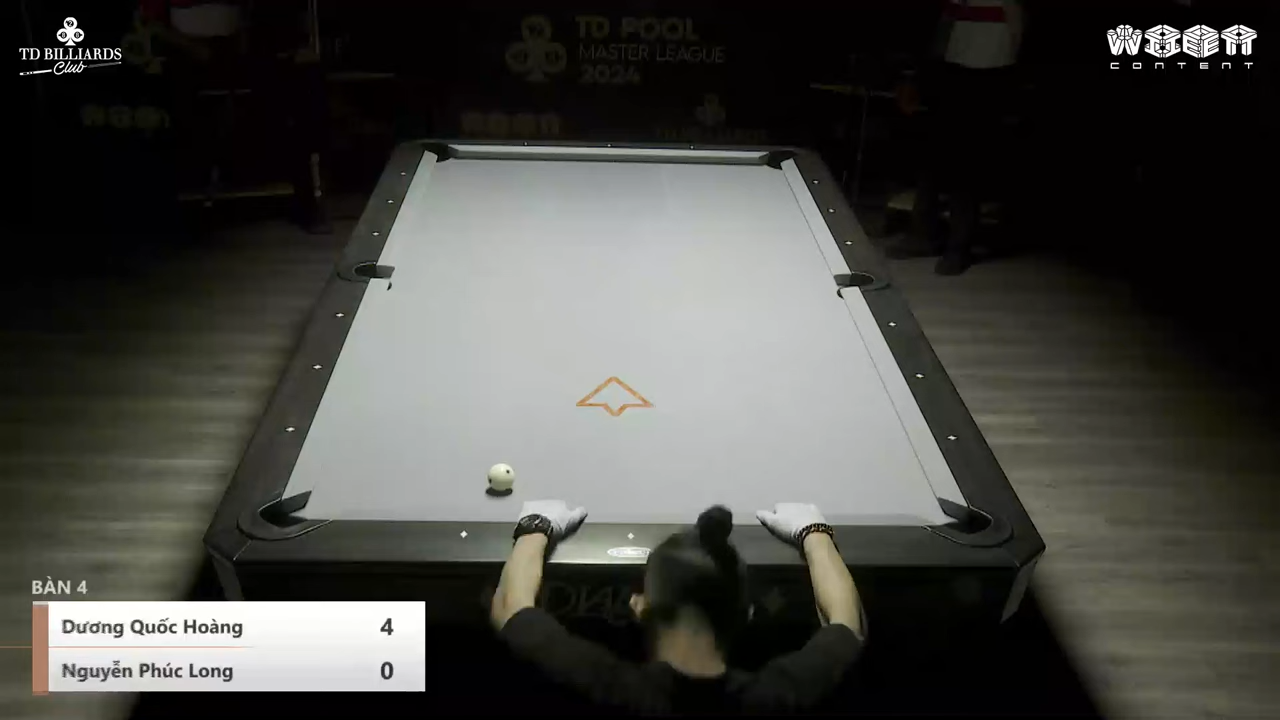 TD BILLIARDS
Club
TD POOL
MASTER LEAGUE
2024
WOON
CONTENT
BÀN 4
Dương Quốc Hoàng 4
Nguyễn Phúc Long 0